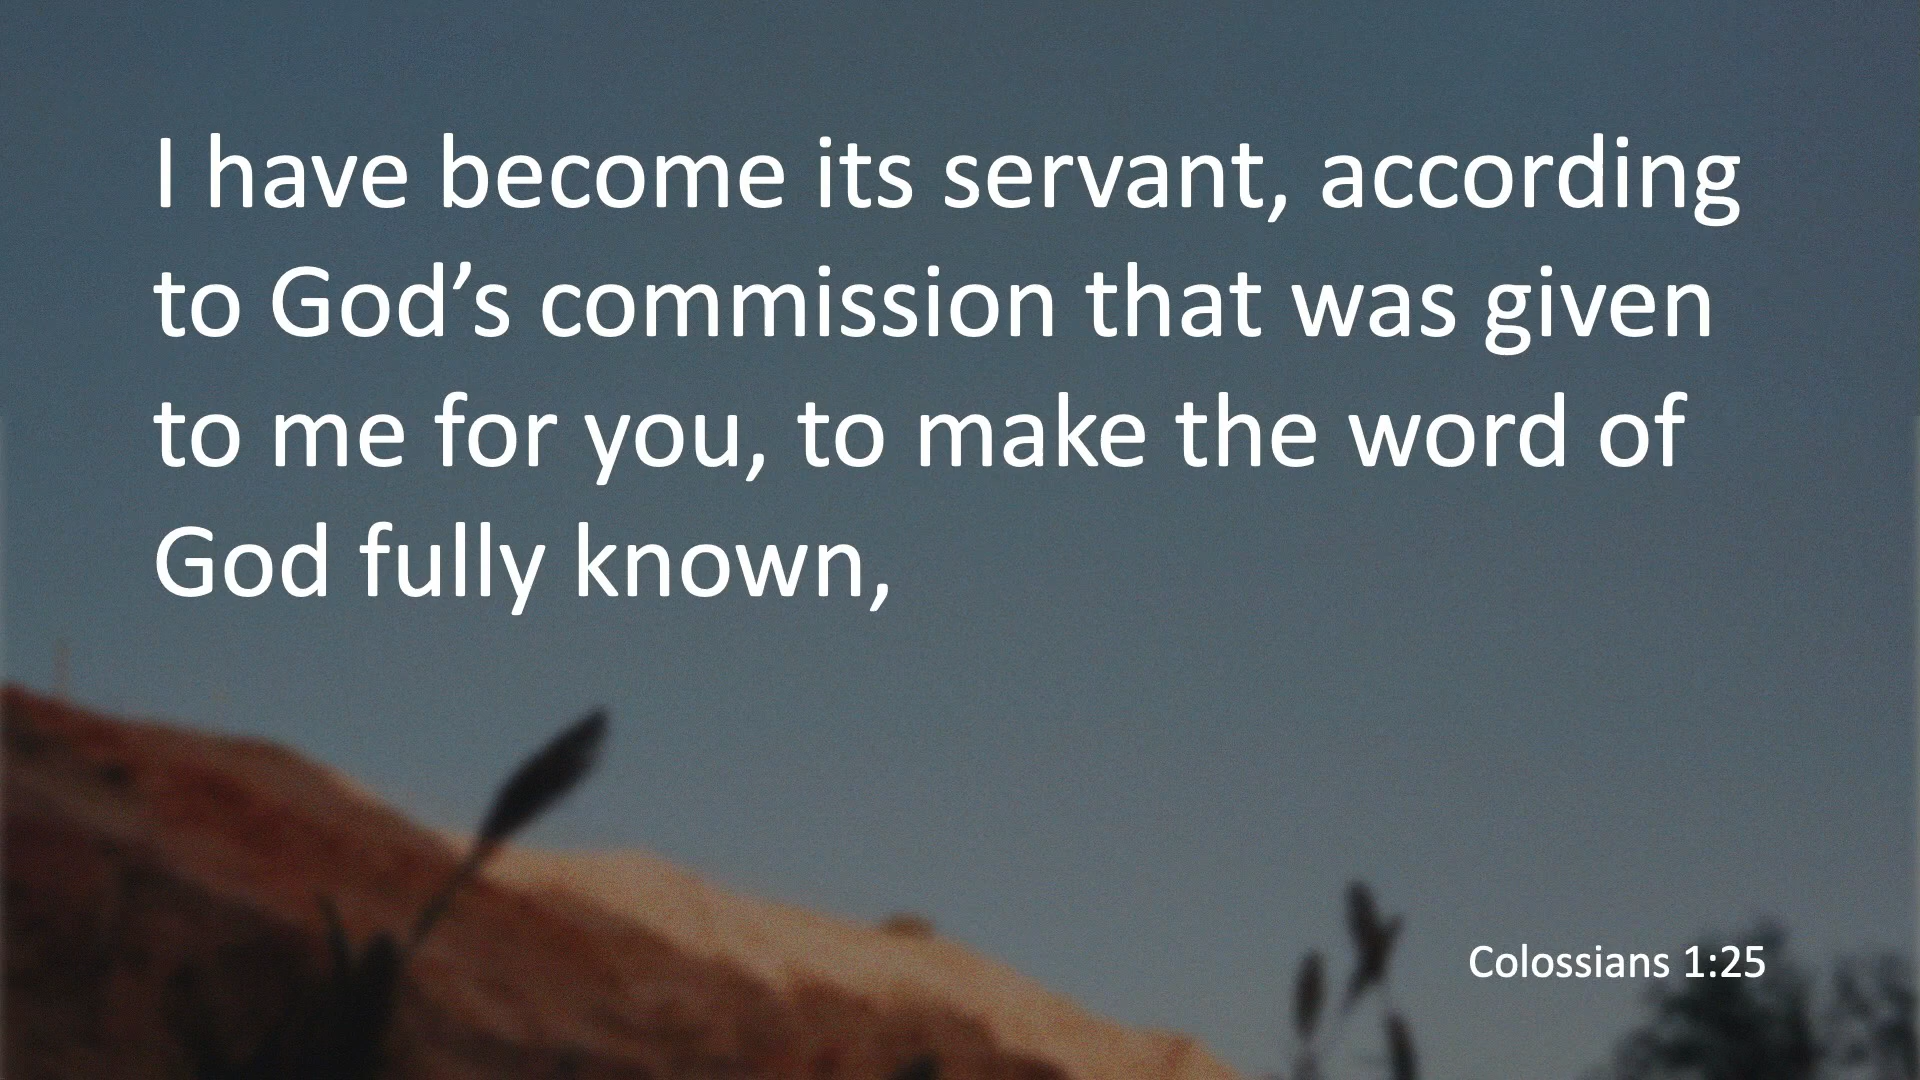 I have become its servant, according
to God’s commission that was given
to me for you, to make the word of
God fully known,
Colossians 1:25